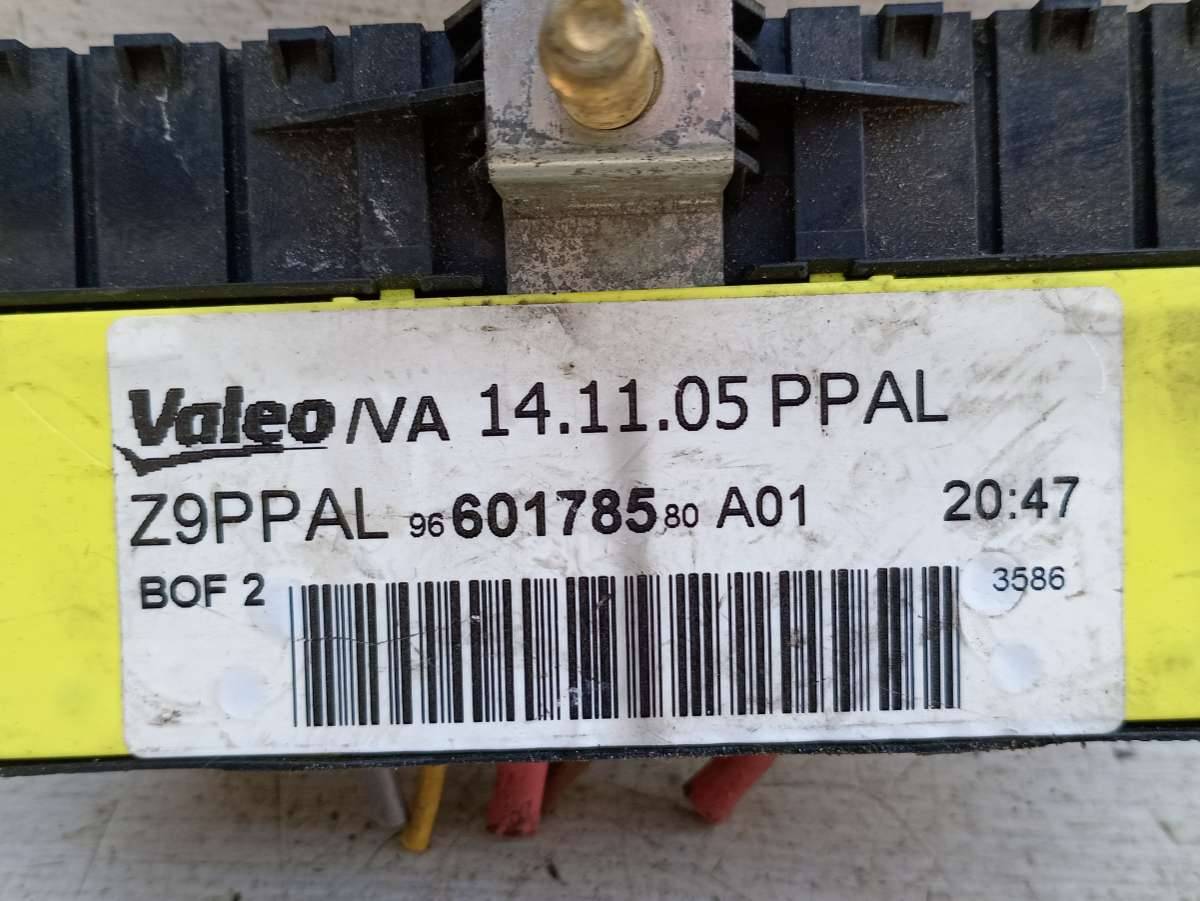 Valeo /VA 14.11.05 PPAL
Z9PPAL 96 601785 80 A01 20:47
BOF 2 3586